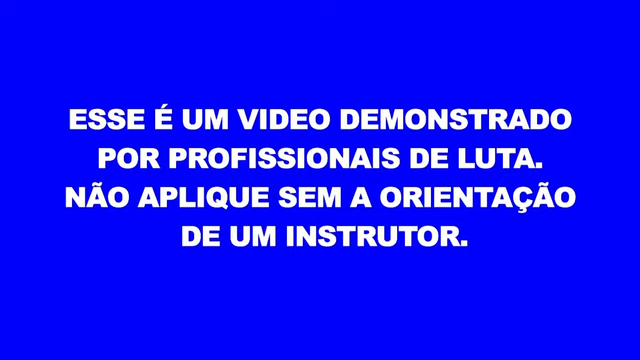 ESSE É UM VIDEO DEMONSTRADO
POR PROFISSIONAIS DE LUTA.
NÃO APLIQUE SEM A ORIENTAÇÃO
DE UM INSTRUTOR.